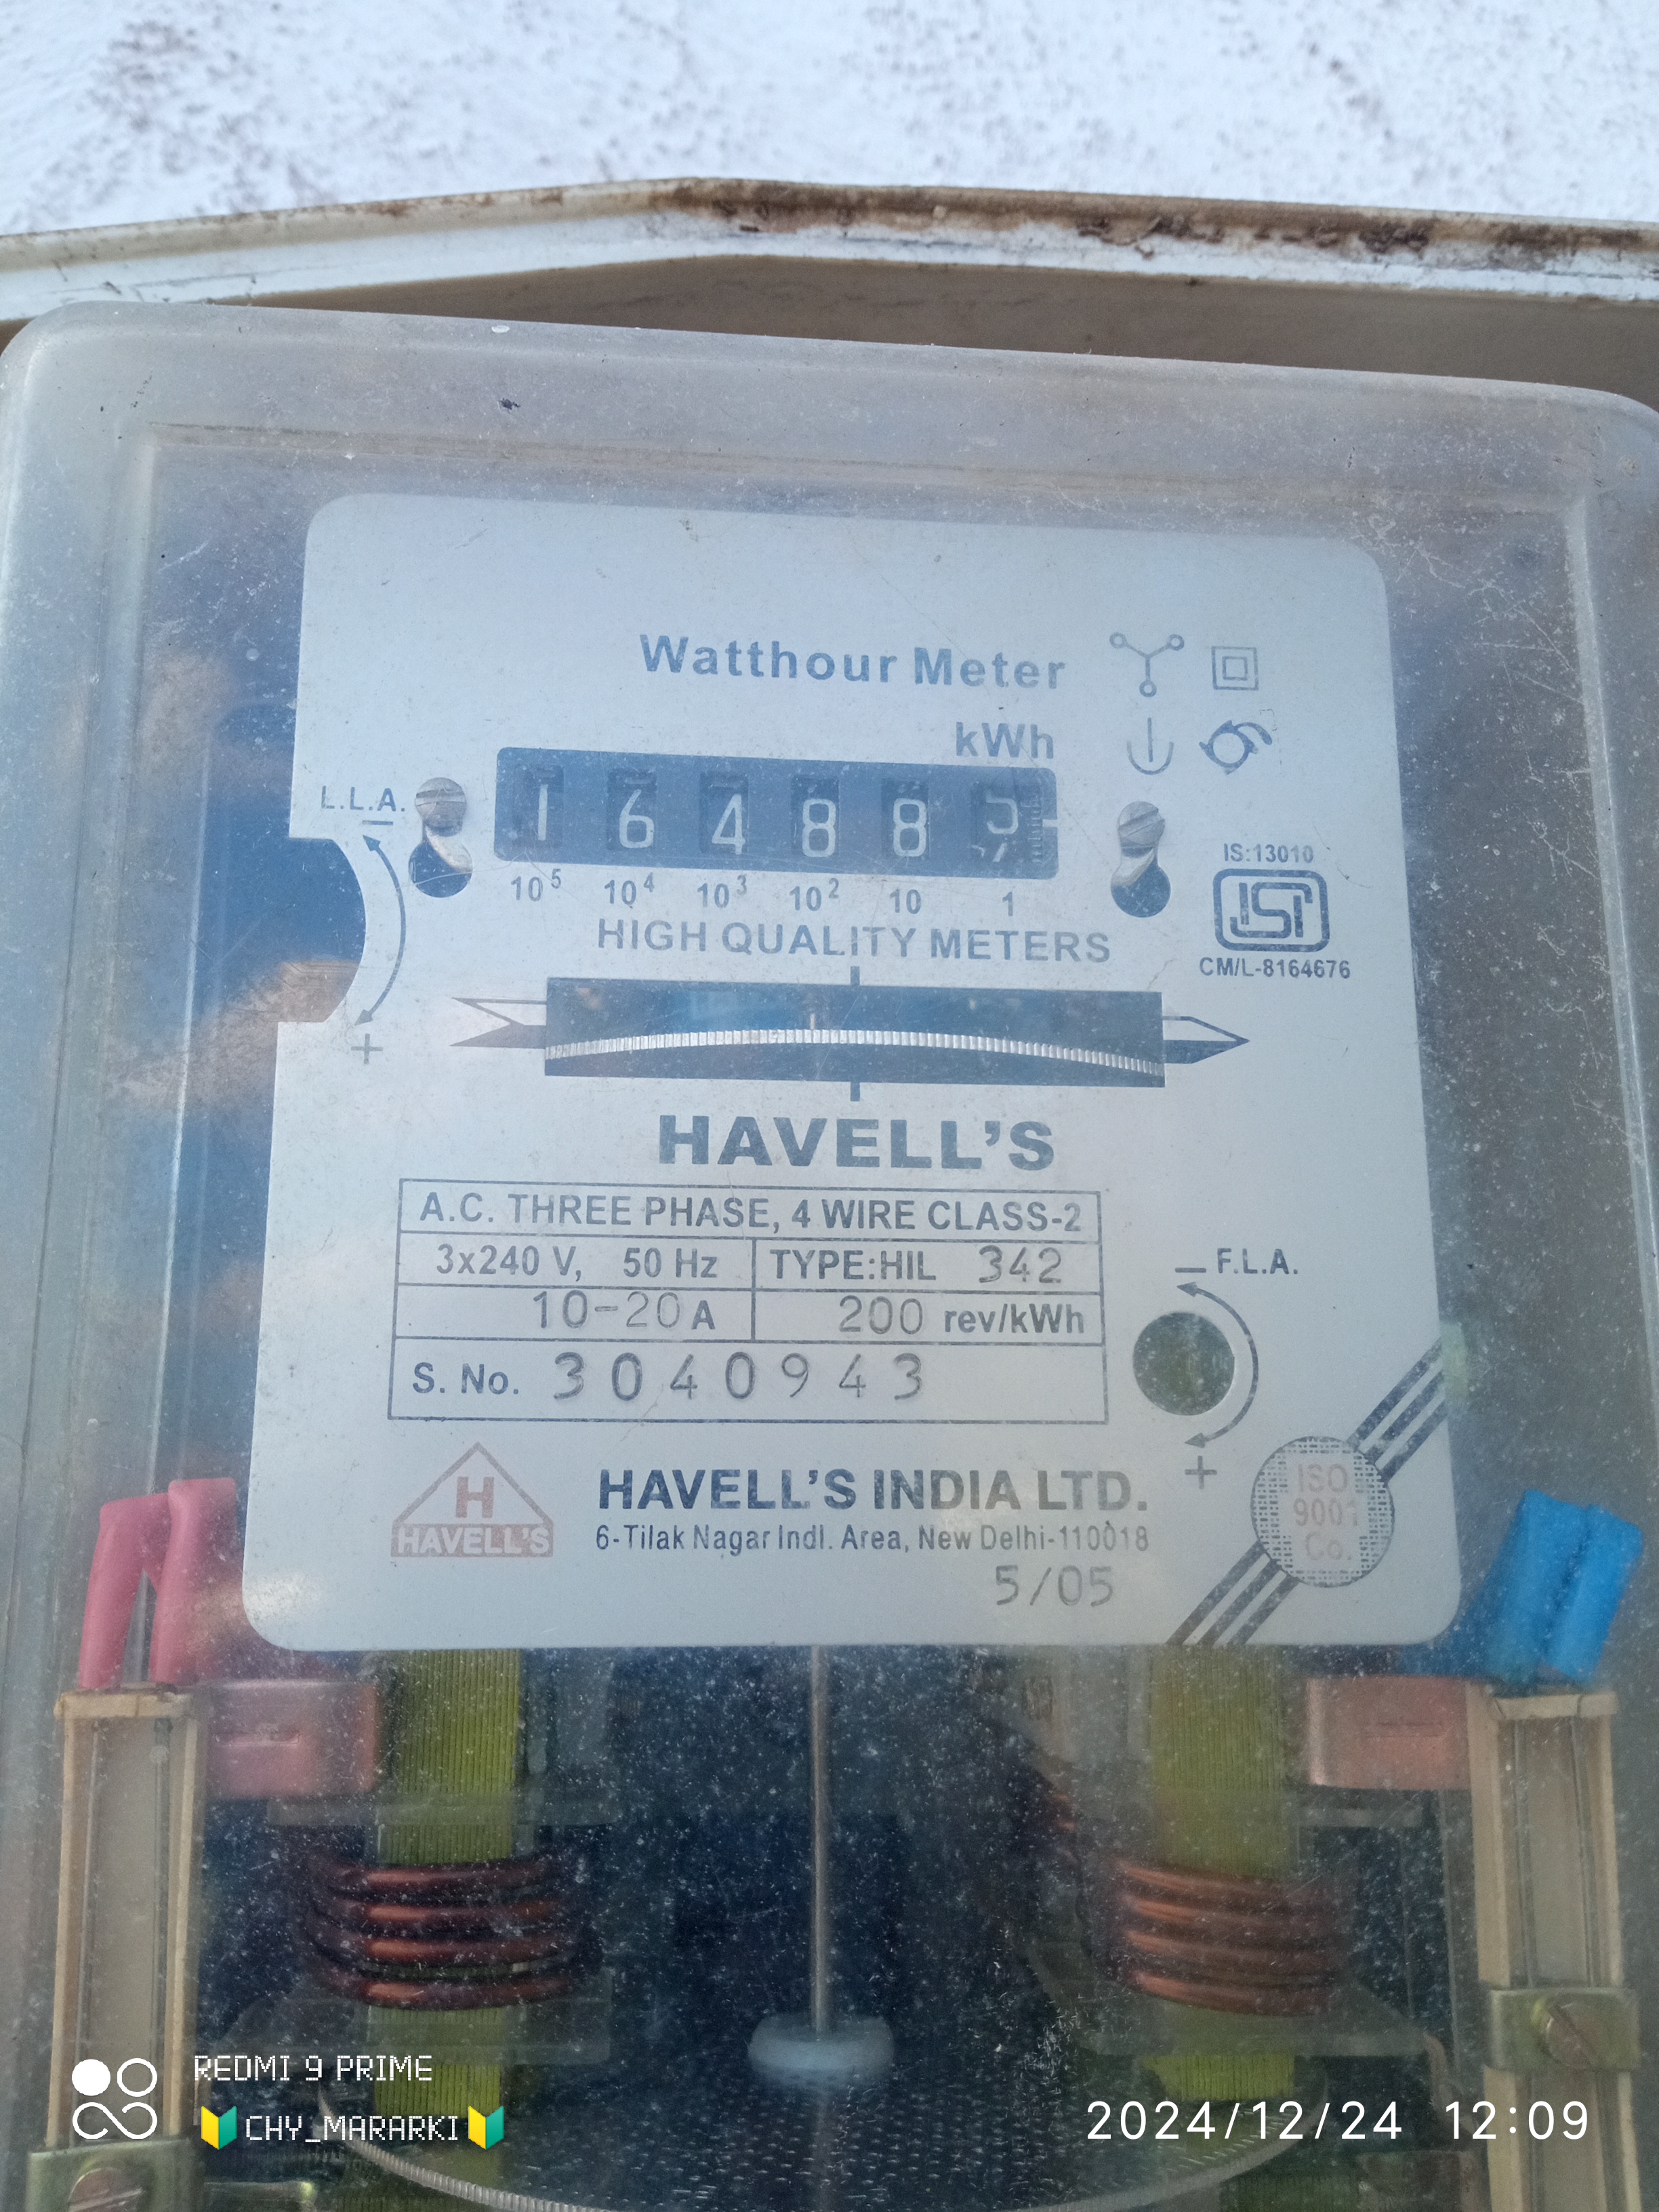 Watthour Meter
kWh
L.L.A.
–
1 6 4 8 8
10⁵ 10⁴ 10³ 10² 10 1
HIGH QUALITY METERS
+
IS:13010
ISI
CM/L-8164676
HAVELL'S
A.C. THREE PHASE, 4 WIRE CLASS-2
3x240 V, 50 Hz TYPE:HIL 342
10-20 A 200 rev/kWh
S. No. 3040943
– F.L.A.
+
H
HAVELL'S
HAVELL'S INDIA LTD.
6-Tilak Nagar Indl. Area, New Delhi-110018
5/05
ISO
9001
Co.
REDMI 9 PRIME
🔰CHY_MARARKI🔰
2024/12/24 12:09